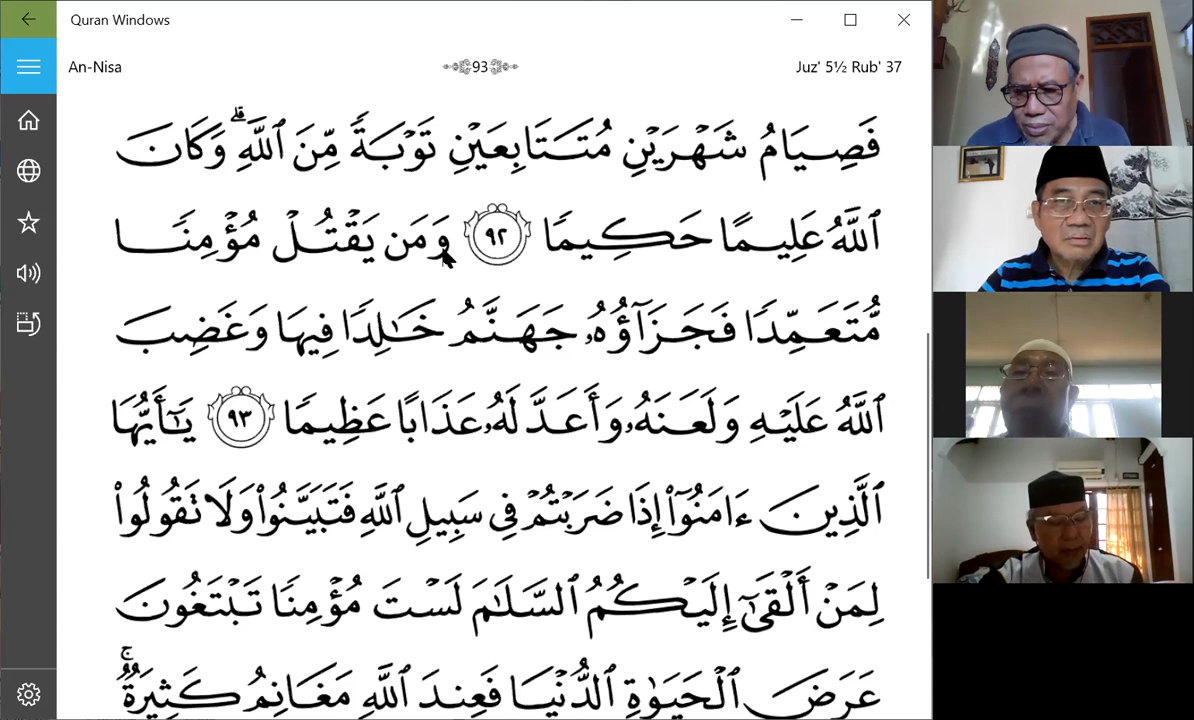 Quran Windows
An-Nisa
93
Juz' 5½ Rub' 37
فَصِيَامُ شَهْرَيْنِ مُتَتَابِعَيْنِ تَوْبَةً مِّنَ ٱللَّهِ ۗ وَكَانَ
ٱللَّهُ عَلِيمًا حَكِيمًا ٩٢ وَمَن يَقْتُلْ مُؤْمِنًا
مُّتَعَمِّدًا فَجَزَآؤُهُۥ جَهَنَّمُ خَـٰلِدًا فِيهَا وَغَضِبَ
ٱللَّهُ عَلَيْهِ وَلَعَنَهُۥ وَأَعَدَّ لَهُۥ عَذَابًا عَظِيمًا ٩٣ يَـٰٓأَيُّهَا
ٱلَّذِينَ ءَامَنُوٓا۟ إِذَا ضَرَبْتُمْ فِى سَبِيلِ ٱللَّهِ فَتَبَيَّنُوا۟ وَلَا تَقُولُوا۟
لِمَنْ أَلْقَىٰٓ إِلَيْكُمُ ٱلسَّلَـٰمَ لَسْتَ مُؤْمِنًا تَبْتَغُونَ
عَرَضَ ٱلْحَيَوٰةِ ٱلدُّنْيَا فَعِندَ ٱللَّهِ مَغَانِمُ كَثِيرَةٌ ۚ